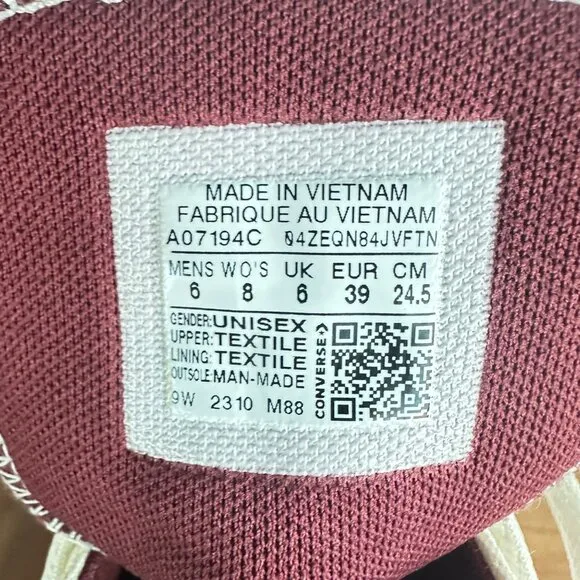 MADE IN VIETNAM
FABRIQUE AU VIETNAM
A07194C 04ZEQN84JVFTN
MENS WO'S UK EUR CM
6 8 6 39 24.5
GENDER:UNISEX
UPPER:TEXTILE
LINING:TEXTILE
OUTSOLE:MAN-MADE
9W 2310 M88
CONVERSE